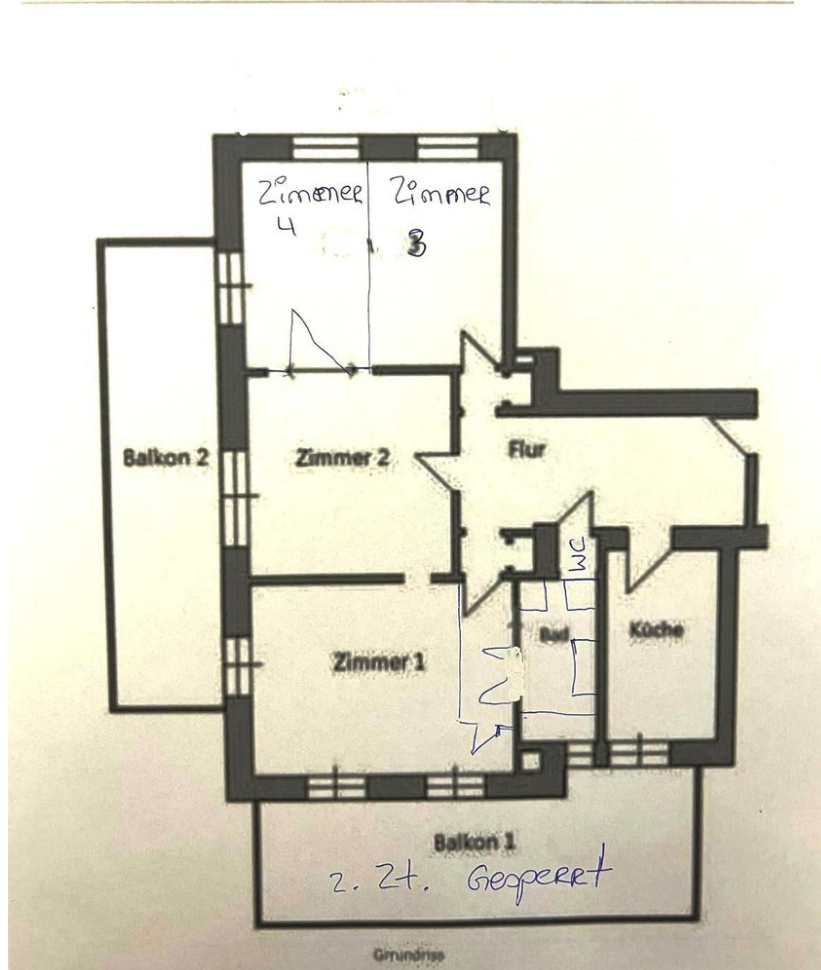 Zimmer Zimmer
4 3
Balkon 2
Zimmer 2
Flur
WC
Bad
Küche
Zimmer 1
Balkon 1
z. Zt. Gesperrt
Grundriss